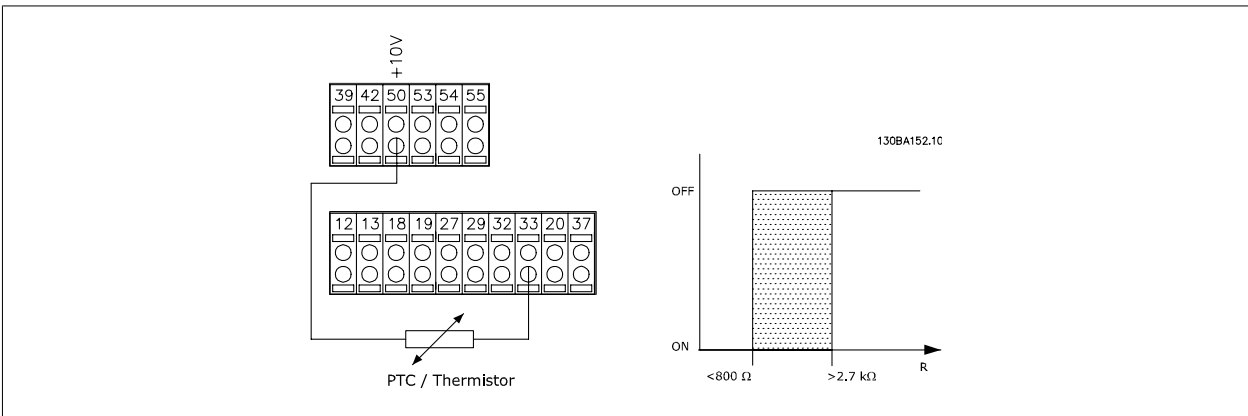 +10V
39 42 50 53 54 55
130BA152.10
OFF
12 13 18 19 27 29 32 33 20 37
ON
<800 Ω >2.7 kΩ R
PTC / Thermistor